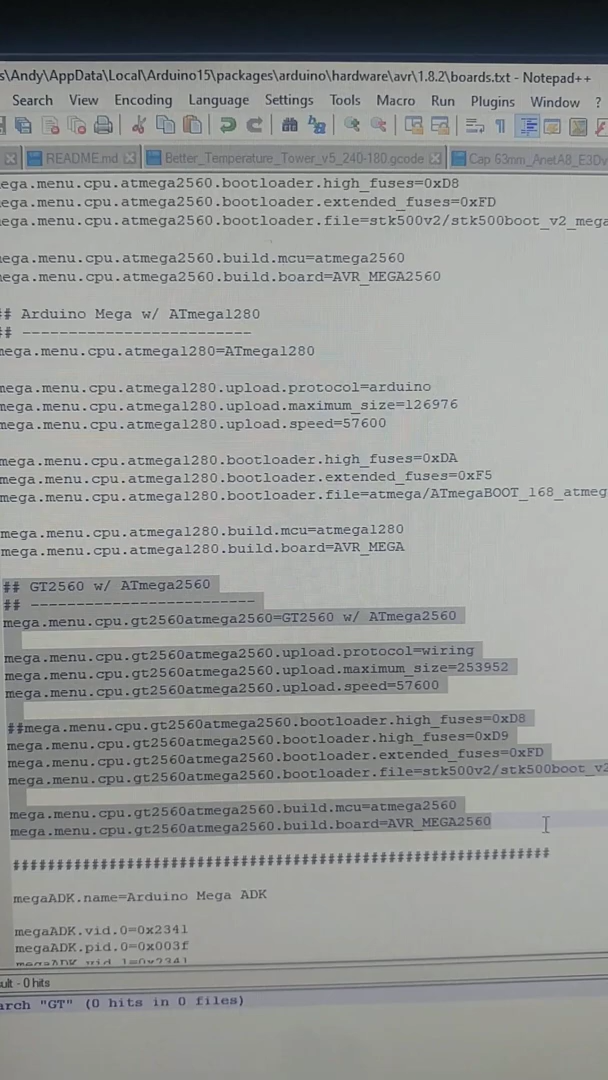 s\Andy\AppData\Local\Arduino15\packages\arduino\hardware\avr\1.8.2\boards.txt - Notepad++
Search View Encoding Language Settings Tools Macro Run Plugins Window ?
README.md Better_Temperature_Tower_v5_240-180.gcode Cap 63mm_AnetA8_E3Dv
ega.menu.cpu.atmega2560.bootloader.high_fuses=0xD8
ega.menu.cpu.atmega2560.bootloader.extended_fuses=0xFD
ega.menu.cpu.atmega2560.bootloader.file=stk500v2/stk500boot_v2_mega
ega.menu.cpu.atmega2560.build.mcu=atmega2560
ega.menu.cpu.atmega2560.build.board=AVR_MEGA2560
## Arduino Mega w/ ATmega1280
## --------------------------
mega.menu.cpu.atmega1280=ATmega1280
mega.menu.cpu.atmega1280.upload.protocol=arduino
mega.menu.cpu.atmega1280.upload.maximum_size=126976
mega.menu.cpu.atmega1280.upload.speed=57600
mega.menu.cpu.atmega1280.bootloader.high_fuses=0xDA
mega.menu.cpu.atmega1280.bootloader.extended_fuses=0xF5
mega.menu.cpu.atmega1280.bootloader.file=atmega/ATmegaBOOT_168_atmeg
mega.menu.cpu.atmega1280.build.mcu=atmega1280
mega.menu.cpu.atmega1280.build.board=AVR_MEGA
## GT2560 w/ ATmega2560
## --------------------------
mega.menu.cpu.gt2560atmega2560=GT2560 w/ ATmega2560
mega.menu.cpu.gt2560atmega2560.upload.protocol=wiring
mega.menu.cpu.gt2560atmega2560.upload.maximum_size=253952
mega.menu.cpu.gt2560atmega2560.upload.speed=57600
##mega.menu.cpu.gt2560atmega2560.bootloader.high_fuses=0xD8
mega.menu.cpu.gt2560atmega2560.bootloader.high_fuses=0xD9
mega.menu.cpu.gt2560atmega2560.bootloader.extended_fuses=0xFD
mega.menu.cpu.gt2560atmega2560.bootloader.file=stk500v2/stk500boot_v2
mega.menu.cpu.gt2560atmega2560.build.mcu=atmega2560
mega.menu.cpu.gt2560atmega2560.build.board=AVR_MEGA2560
##############################################################
megaADK.name=Arduino Mega ADK
megaADK.vid.0=0x2341
megaADK.pid.0=0x003f
megaADK.vid.1=0x2341
ult - 0 hits
arch "GT" (0 hits in 0 files)